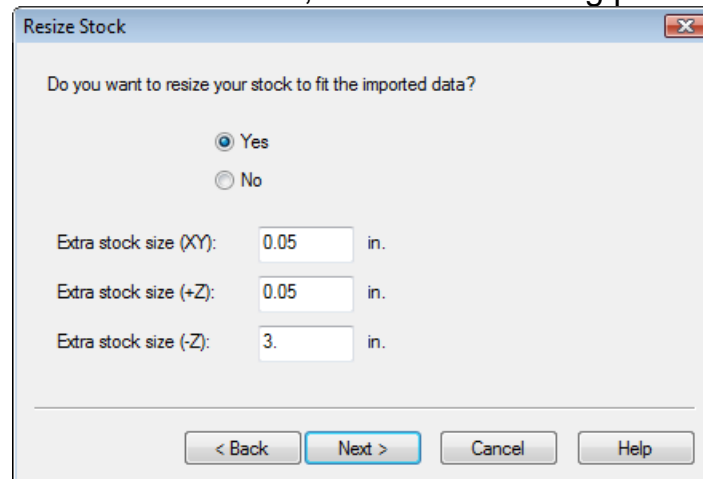 Resize Stock
Do you want to resize your stock to fit the imported data?
Yes
No
Extra stock size (XY): 0.05 in.
Extra stock size (+Z): 0.05 in.
Extra stock size (-Z): 3. in.
< Back Next > Cancel Help